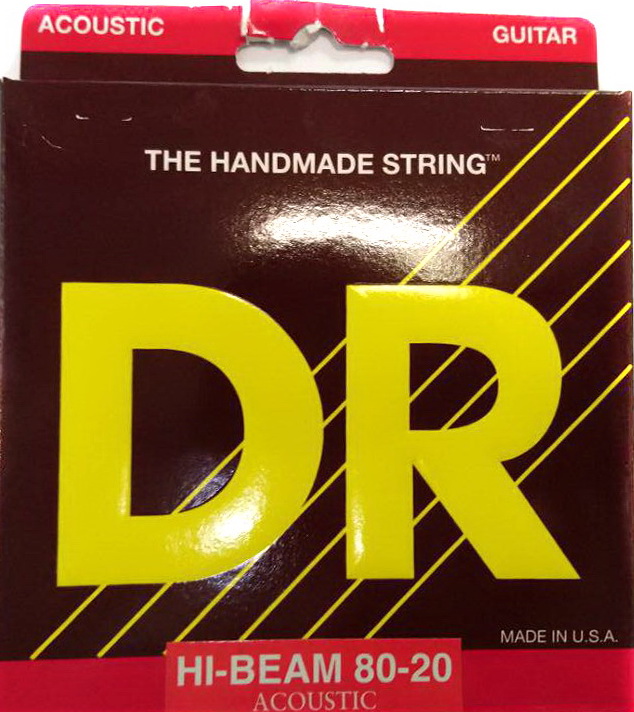 ACOUSTIC GUITAR
THE HANDMADE STRING™
DR
MADE IN U.S.A.
HI-BEAM 80-20
ACOUSTIC